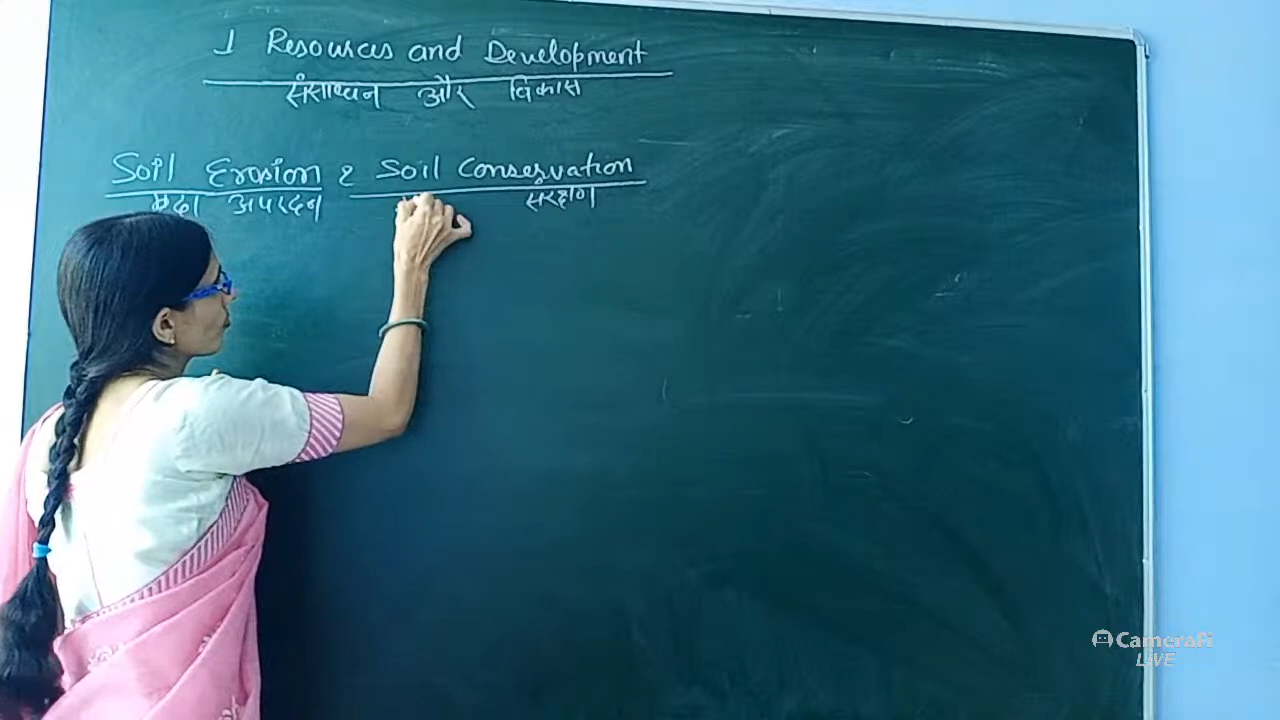 1 Resources and Development
संसाधन और विकास
Soil Erosion & Soil Conservation
मृदा अपरदन संरक्षण
CameraFi
LIVE